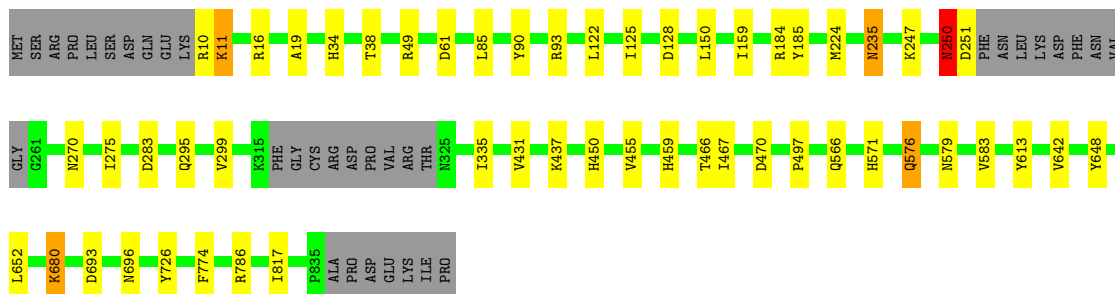 MET SER ARG PRO LEU SER ASP GLN GLU LYS R10 K11 R16 A19 H34 T38 R49 D61 L85 Y90 R93 L122 I125 D128 L150 I159 R184 Y185 M224 N235 K247 N250 D251 PHE ASN LEU LYS ASP PHE ASN VAL
GLY G261 N270 I275 D283 Q295 V299 K315 PHE GLY CYS ARG ASP PRO VAL ARG THR N325 I335 V431 K437 H450 V455 H459 T466 I467 D470 P497 Q566 H571 Q576 N579 V583 Y613 V642 Y648
L652 K680 D693 N696 Y726 F774 R786 I817 P835 ALA PRO ASP GLU LYS ILE PRO